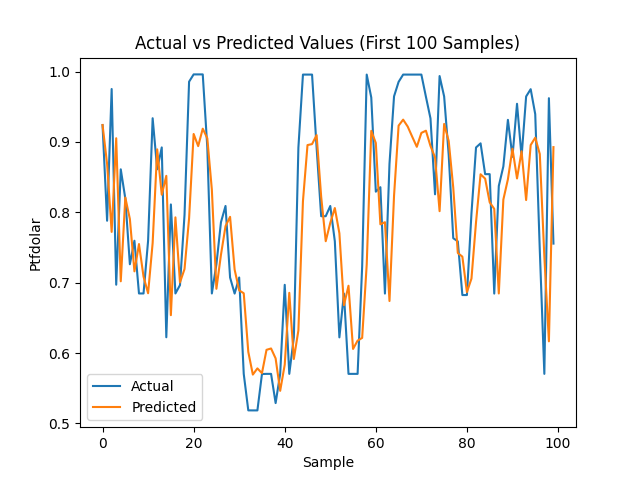 Actual vs Predicted Values (First 100 Samples)
1.0
0.9
0.8
0.7
0.6
0.5
Ptfdolar
Actual
Predicted
0 20 40 60 80 100
Sample